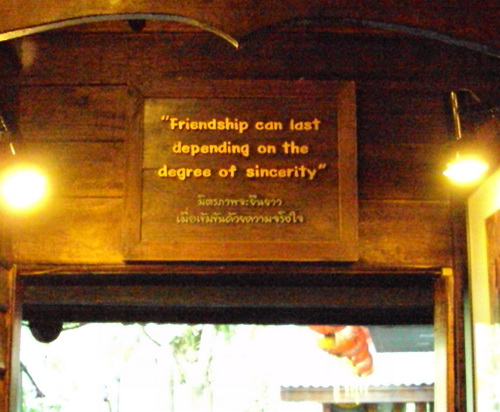 "Friendship can last
depending on the
degree of sincerity"
มิตรภาพจะยืนยาว
เมื่อเข้มข้นด้วยความจริงใจ